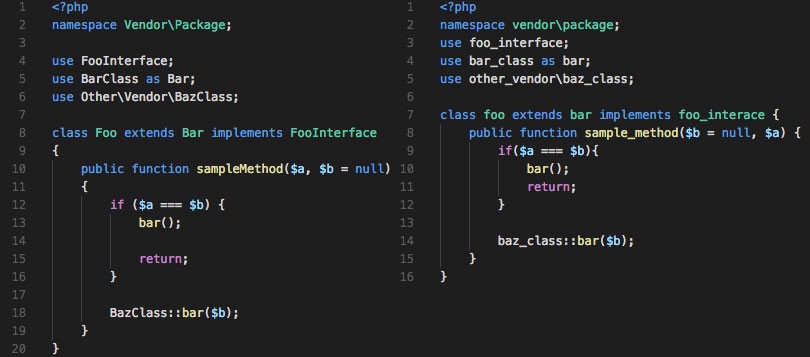 1 <?php
2 namespace Vendor\Package;
3
4 use FooInterface;
5 use BarClass as Bar;
6 use Other\Vendor\BazClass;
7
8 class Foo extends Bar implements FooInterface
9 {
10 public function sampleMethod($a, $b = null)
11 {
12 if ($a === $b) {
13 bar();
14
15 return;
16 }
17
18 BazClass::bar($b);
19 }
20 }
1 <?php
2 namespace vendor\package;
3 use foo_interface;
4 use bar_class as bar;
5 use other_vendor\baz_class;
6
7 class foo extends bar implements foo_interace {
8 public function sample_method($b = null, $a) {
9 if($a === $b){
10 bar();
11 return;
12 }
13
14 baz_class::bar($b);
15 }
16 }